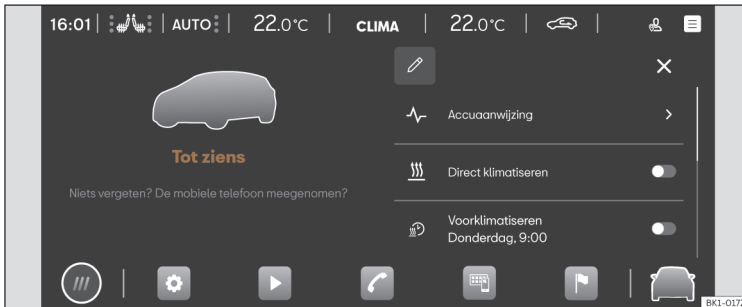 16:01 AUTO 22.0°C CLIMA 22.0°C
Accuaanwijzing
Tot ziens
Direct klimatiseren
Niets vergeten? De mobiele telefoon meegenomen?
Voorklimatiseren
Donderdag, 9:00
BK1-0172